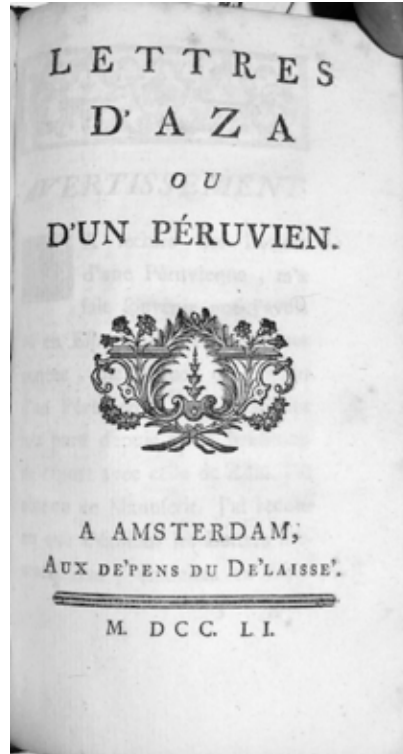 LETTRES
D'AZA
OU
D'UN PÉRUVIEN.
A AMSTERDAM,
AUX DE'PENS DU DE'LAISSE'.
M. DCC. LI.